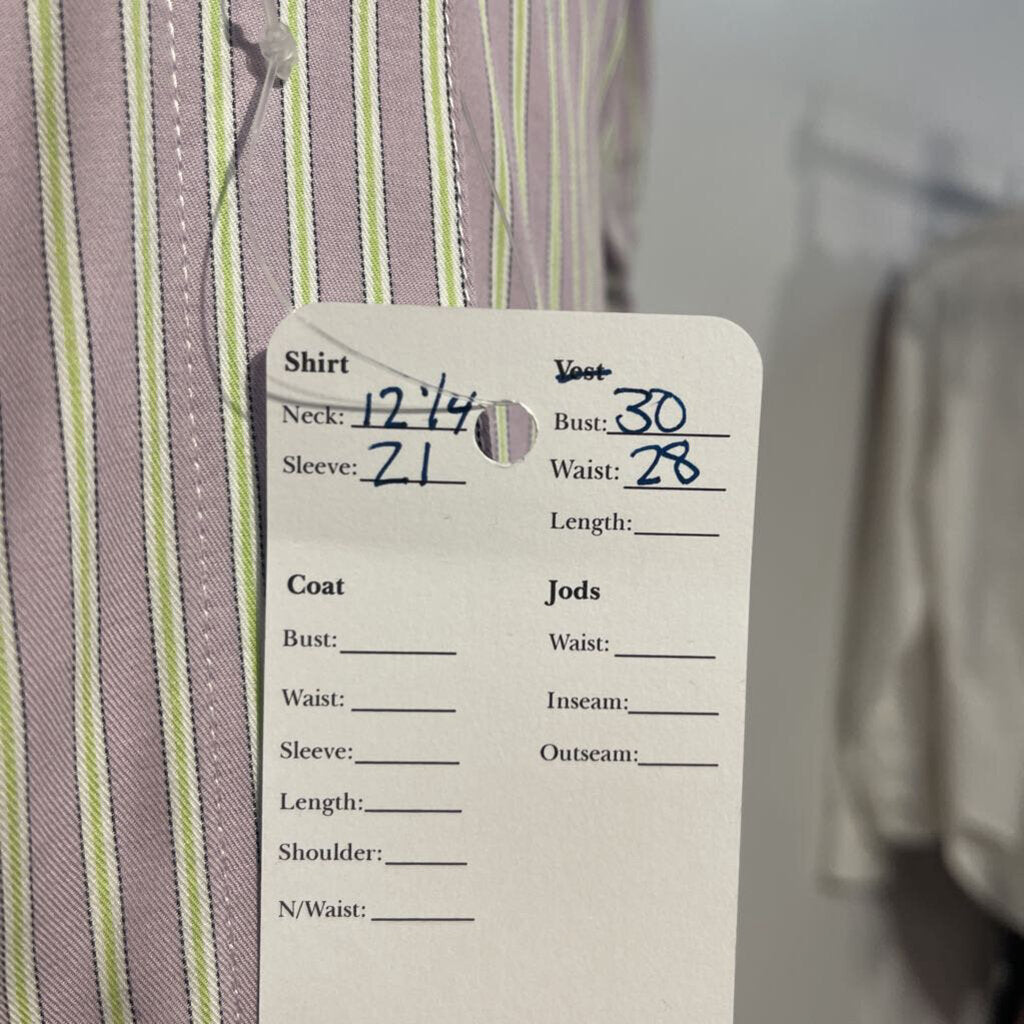 Shirt
Neck: 12 1/4
Sleeve: 21
Vest
Bust: 30
Waist: 28
Length:
Coat
Bust:
Waist:
Sleeve:
Length:
Shoulder:
N/Waist:
Jods
Waist:
Inseam:
Outseam: